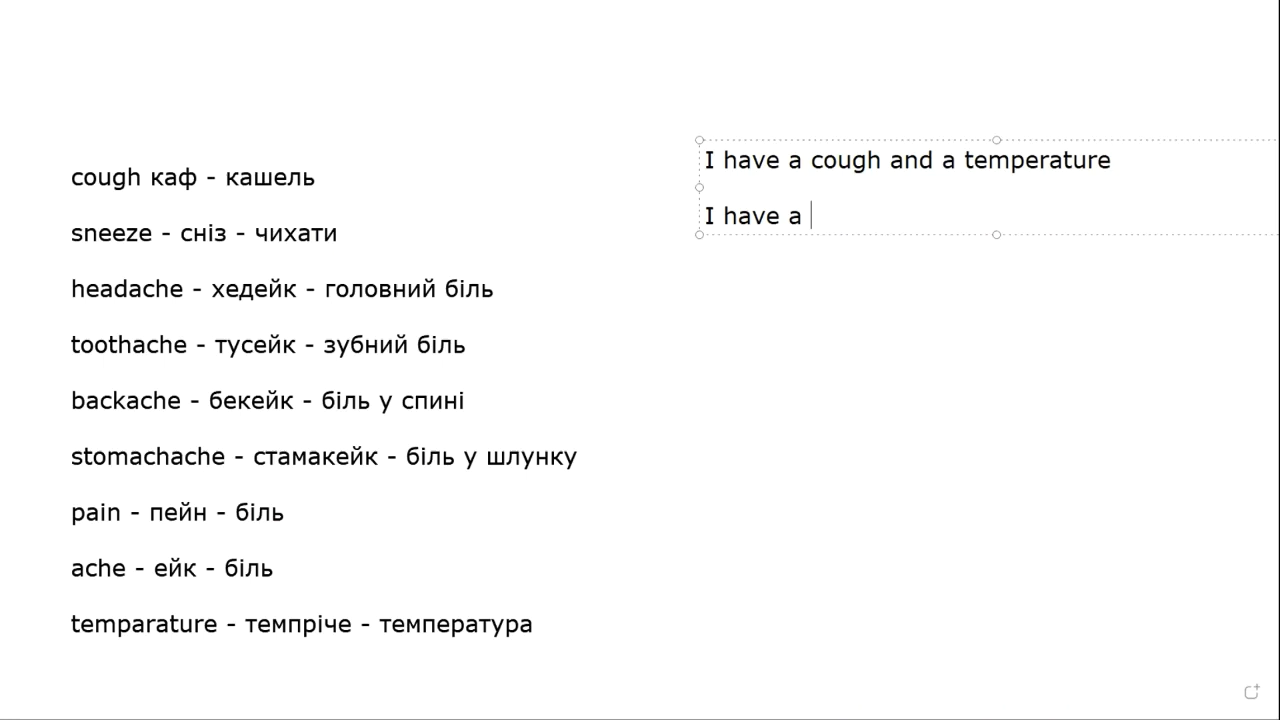 cough каф - кашель
sneeze - сніз - чихати
headache - хедейк - головний біль
toothache - тусейк - зубний біль
backache - бекейк - біль у спині
stomachache - стамакейк - біль у шлунку
pain - пейн - біль
ache - ейк - біль
temparature - темпріче - температура
I have a cough and a temperature
I have a